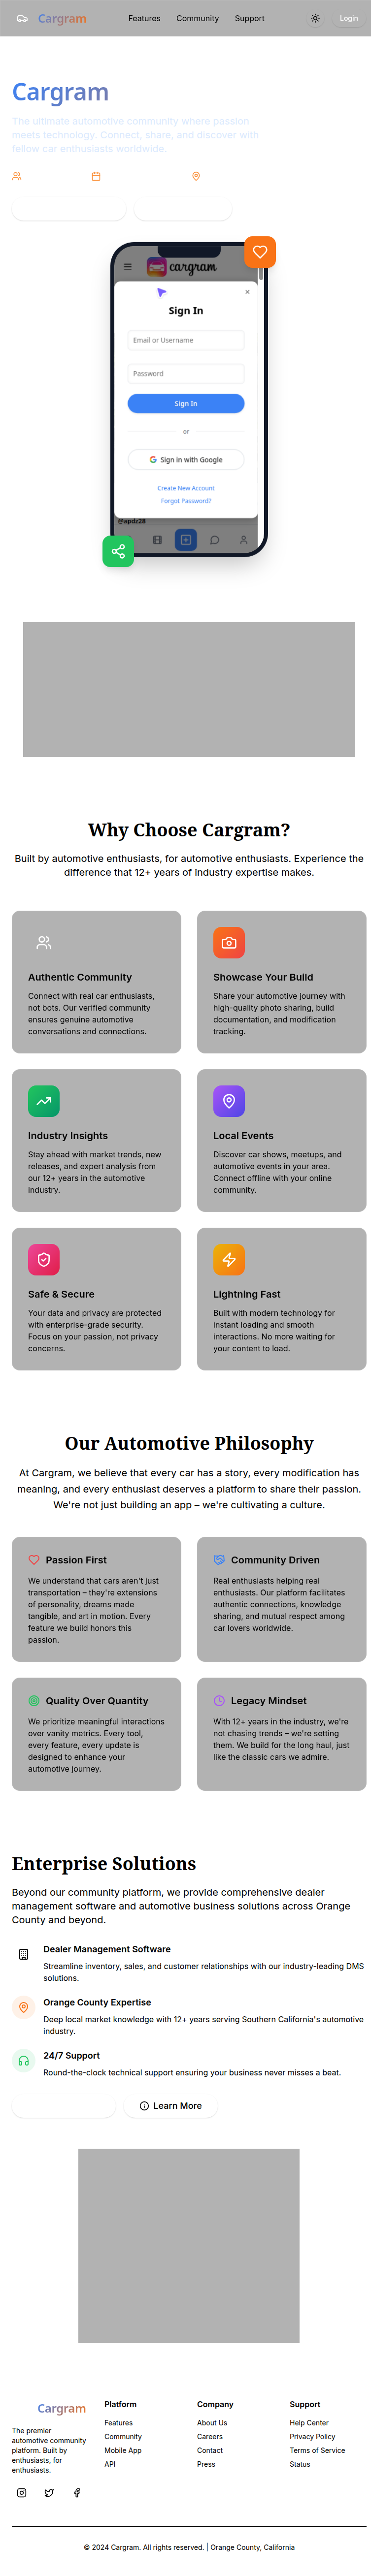 Cargram
Features
Community
Support
Login
Cargram
The ultimate automotive community where passion
meets technology. Connect, share, and discover with
fellow car enthusiasts worldwide.
cargram
×
Sign In
Email or Username
Password
Sign In
or
Sign in with Google
Create New Account
Forgot Password?
@apdz28
Why Choose Cargram?
Built by automotive enthusiasts, for automotive enthusiasts. Experience the
difference that 12+ years of industry expertise makes.
Authentic Community
Connect with real car enthusiasts,
not bots. Our verified community
ensures genuine automotive
conversations and connections.
Showcase Your Build
Share your automotive journey with
high-quality photo sharing, build
documentation, and modification
tracking.
Industry Insights
Stay ahead with market trends, new
releases, and expert analysis from
our 12+ years in the automotive
industry.
Local Events
Discover car shows, meetups, and
automotive events in your area.
Connect offline with your online
community.
Safe & Secure
Your data and privacy are protected
with enterprise-grade security.
Focus on your passion, not privacy
concerns.
Lightning Fast
Built with modern technology for
instant loading and smooth
interactions. No more waiting for
your content to load.
Our Automotive Philosophy
At Cargram, we believe that every car has a story, every modification has
meaning, and every enthusiast deserves a platform to share their passion.
We're not just building an app – we're cultivating a culture.
Passion First
We understand that cars aren't just
transportation – they're extensions
of personality, dreams made
tangible, and art in motion. Every
feature we build honors this
passion.
Community Driven
Real enthusiasts helping real
enthusiasts. Our platform facilitates
authentic connections, knowledge
sharing, and mutual respect among
car lovers worldwide.
Quality Over Quantity
We prioritize meaningful interactions
over vanity metrics. Every tool,
every feature, every update is
designed to enhance your
automotive journey.
Legacy Mindset
With 12+ years in the industry, we're
not chasing trends – we're setting
them. We build for the long haul, just
like the classic cars we admire.
Enterprise Solutions
Beyond our community platform, we provide comprehensive dealer
management software and automotive business solutions across Orange
County and beyond.
Dealer Management Software
Streamline inventory, sales, and customer relationships with our industry-leading DMS
solutions.
Orange County Expertise
Deep local market knowledge with 12+ years serving Southern California's automotive
industry.
24/7 Support
Round-the-clock technical support ensuring your business never misses a beat.
Learn More
Cargram
The premier
automotive community
platform. Built by
enthusiasts, for
enthusiasts.
Platform
Features
Community
Mobile App
API
Company
About Us
Careers
Contact
Press
Support
Help Center
Privacy Policy
Terms of Service
Status
© 2024 Cargram. All rights reserved. | Orange County, California